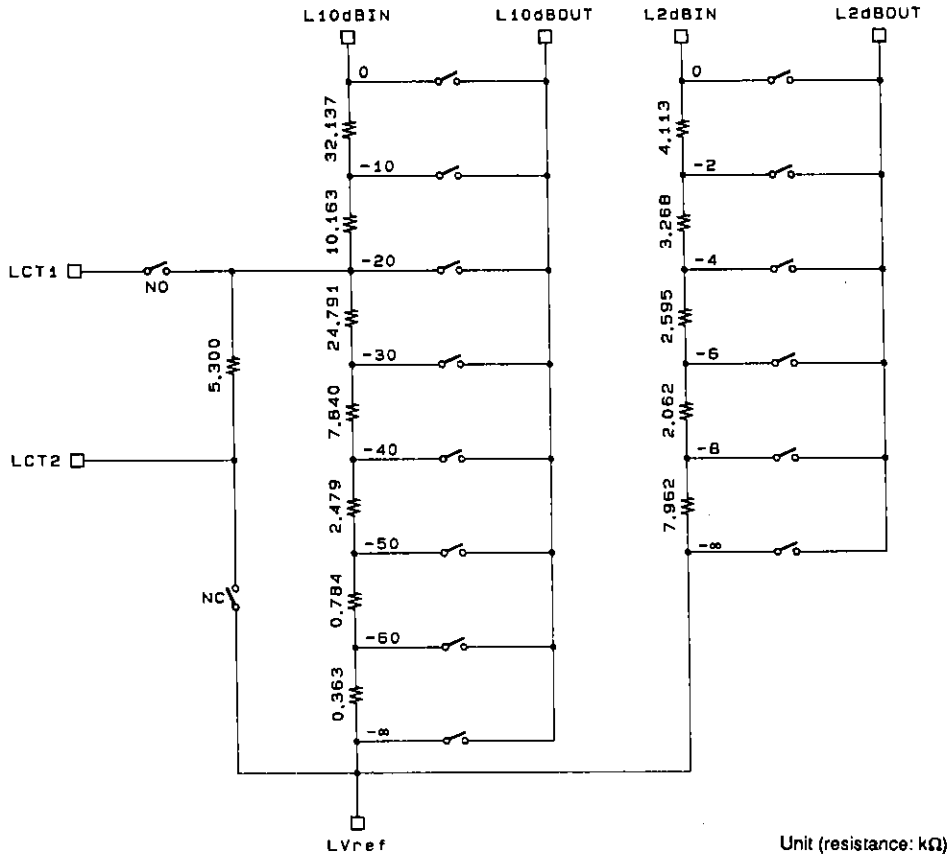 L10dBIN L10dBOUT L2dBIN L2dBOUT
0 0
32.137 4.113
-10 -2
10.163 3.268
LCT1 NO -20 -4
24.791 2.595
5.300 -30 -6
7.840 2.062
LCT2 -40 -8
2.479 7.962
-50 -∞
NC 0.784
-60
0.363
-∞
LVref
Unit (resistance: kΩ)